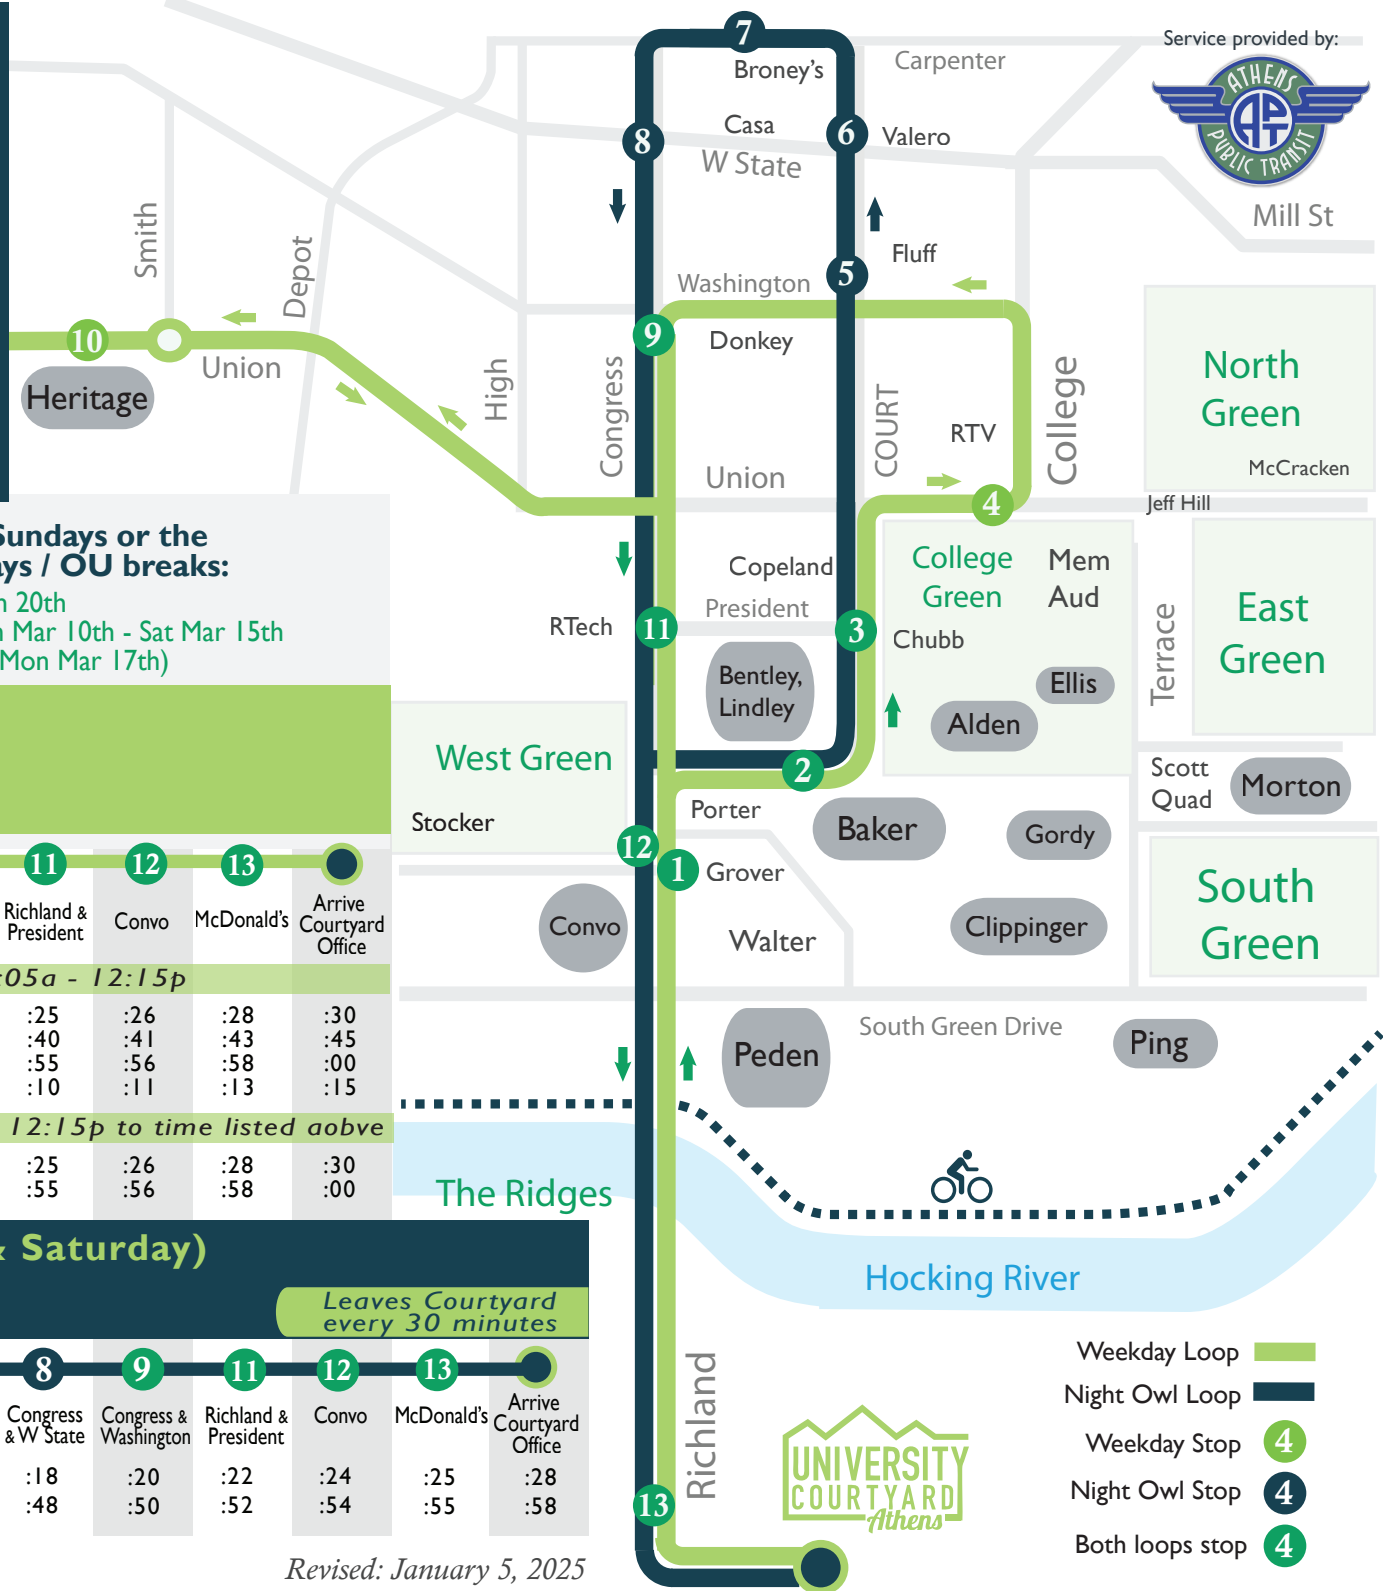 7
Broney's
Carpenter
Service provided by:
ATHENS
APT
PUBLIC TRANSIT
8
Casa
6
Valero
W State
Mill St
Smith
Depot
Fluff
5
Washington
10
9
Donkey
Union
Heritage
High
Congress
COURT
College
RTV
North
Green
McCracken
Union
4
Jeff Hill
Sundays or the
ays / OU breaks:
20th
Mar 10th - Sat Mar 15th
(Mon Mar 17th)
College
Green
Mem
Aud
Copeland
President
RTech
11
3
Chubb
Terrace
East
Green
Bentley,
Lindley
Ellis
Alden
West Green
2
Scott
Quad
Morton
Stocker
Porter
Baker
Gordy
12
1
Grover
South
Green
Convo
Walter
Clippinger
11
12
13
Richland &
President
Convo
McDonald's
Arrive
Courtyard
Office
:05a - 12:15p
:25 :26 :28 :30
:40 :41 :43 :45
:55 :56 :58 :00
:10 :11 :13 :15
12:15p to time listed aobve
:25 :26 :28 :30
:55 :56 :58 :00
South Green Drive
Peden
Ping
The Ridges
Hocking River
& Saturday)
Leaves Courtyard
every 30 minutes
8
9
11
12
13
Congress
& W State
Congress &
Washington
Richland &
President
Convo
McDonald's
Arrive
Courtyard
Office
:18 :20 :22 :24 :25 :28
:48 :50 :52 :54 :55 :58
Revised: January 5, 2025
Richland
13
UNIVERSITY
COURTYARD
Athens
Weekday Loop
Night Owl Loop
Weekday Stop 4
Night Owl Stop 4
Both loops stop 4